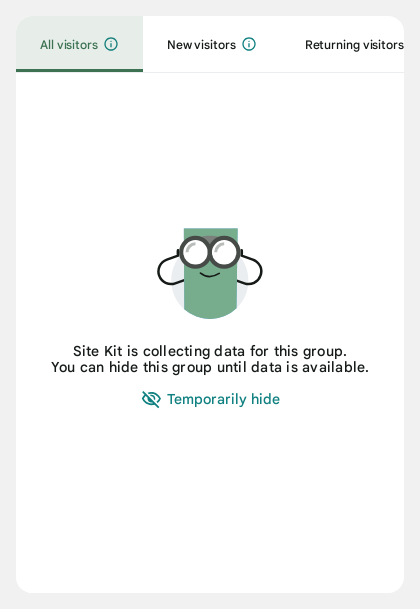 All visitors
New visitors
Returning visitors
Site Kit is collecting data for this group.
You can hide this group until data is available.
Temporarily hide